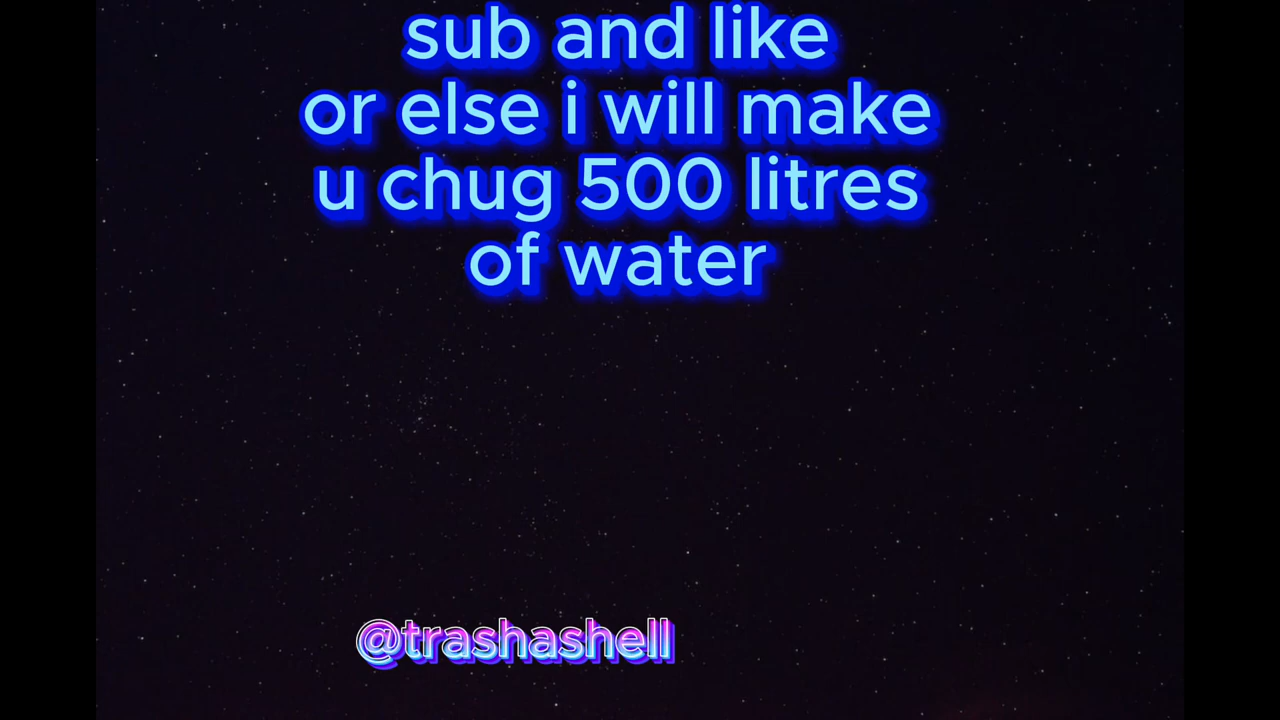 sub and like
or else i will make
u chug 500 litres
of water
@trashashell